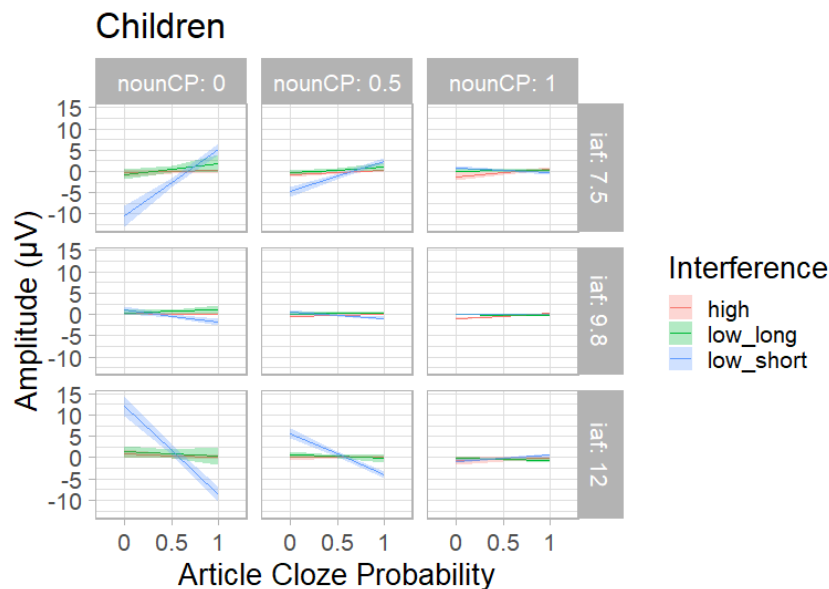 Children
nounCP: 0
nounCP: 0.5
nounCP: 1
Amplitude (µV)
15
10
5
0
-5
-10
iaf: 7.5
15
10
5
0
-5
-10
iaf: 9.8
15
10
5
0
-5
-10
iaf: 12
0 0.5 1
0 0.5 1
0 0.5 1
Article Cloze Probability
Interference
high
low_long
low_short